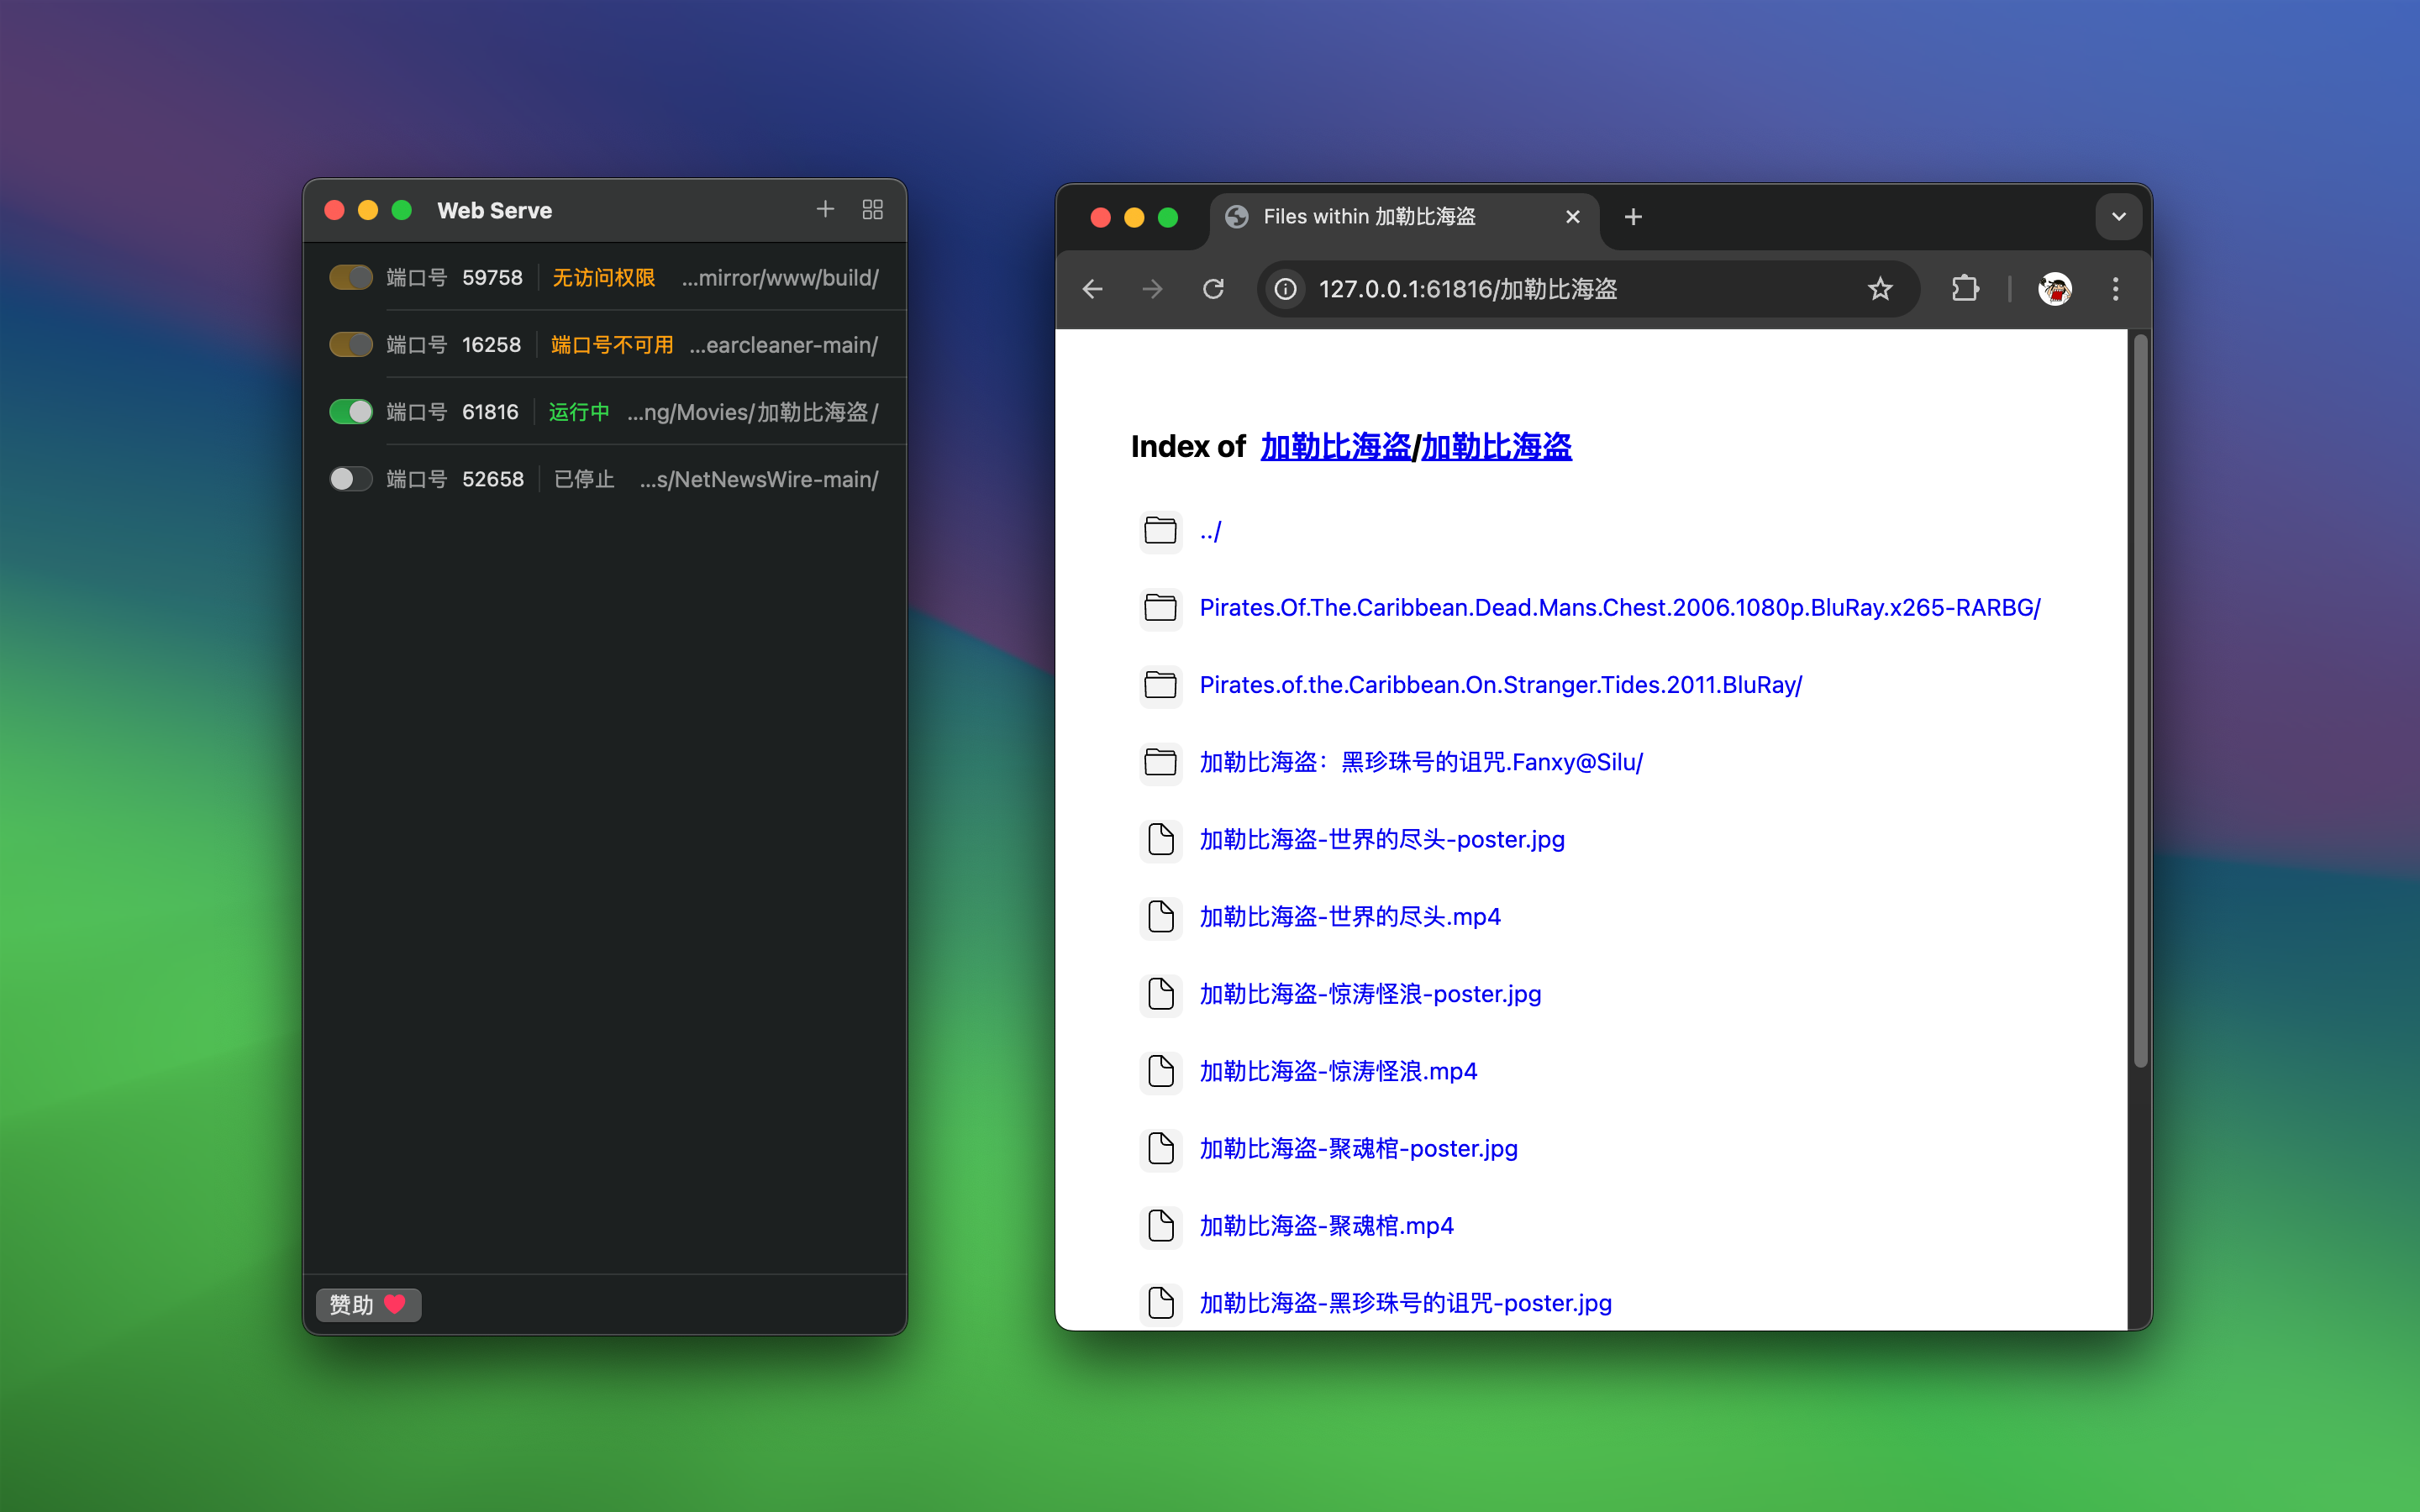 Web Serve
端口号 59758 无访问权限 ...mirror/www/build/
端口号 16258 端口号不可用 ...earcleaner-main/
端口号 61816 运行中 ...ng/Movies/加勒比海盗/
端口号 52658 已停止 ...s/NetNewsWire-main/
赞助
Files within 加勒比海盗
127.0.0.1:61816/加勒比海盗
Index of 加勒比海盗/加勒比海盗
../
Pirates.Of.The.Caribbean.Dead.Mans.Chest.2006.1080p.BluRay.x265-RARBG/
Pirates.of.the.Caribbean.On.Stranger.Tides.2011.BluRay/
加勒比海盗：黑珍珠号的诅咒.Fanxy@Silu/
加勒比海盗-世界的尽头-poster.jpg
加勒比海盗-世界的尽头.mp4
加勒比海盗-惊涛怪浪-poster.jpg
加勒比海盗-惊涛怪浪.mp4
加勒比海盗-聚魂棺-poster.jpg
加勒比海盗-聚魂棺.mp4
加勒比海盗-黑珍珠号的诅咒-poster.jpg